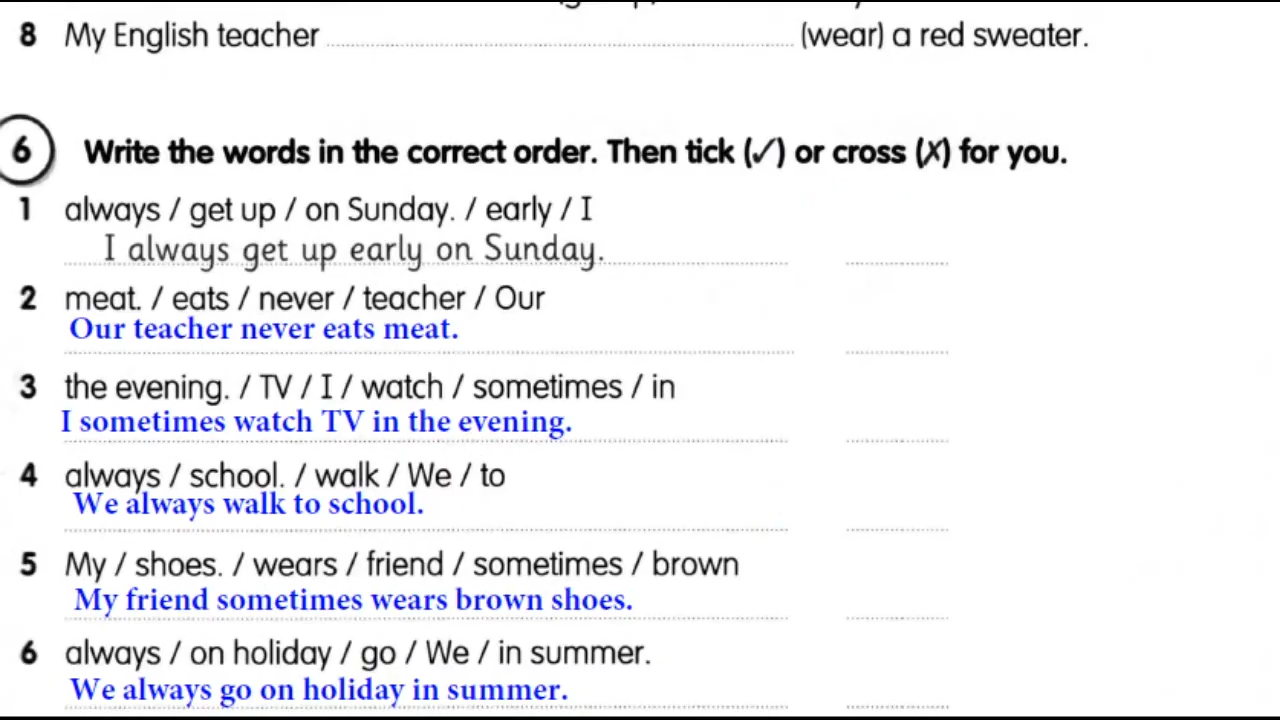 8 My English teacher ........................ (wear) a red sweater.
6 Write the words in the correct order. Then tick (✓) or cross (✗) for you.
1 always / get up / on Sunday. / early / I
I always get up early on Sunday.
2 meat. / eats / never / teacher / Our
Our teacher never eats meat.
3 the evening. / TV / I / watch / sometimes / in
I sometimes watch TV in the evening.
4 always / school. / walk / We / to
We always walk to school.
5 My / shoes. / wears / friend / sometimes / brown
My friend sometimes wears brown shoes.
6 always / on holiday / go / We / in summer.
We always go on holiday in summer.